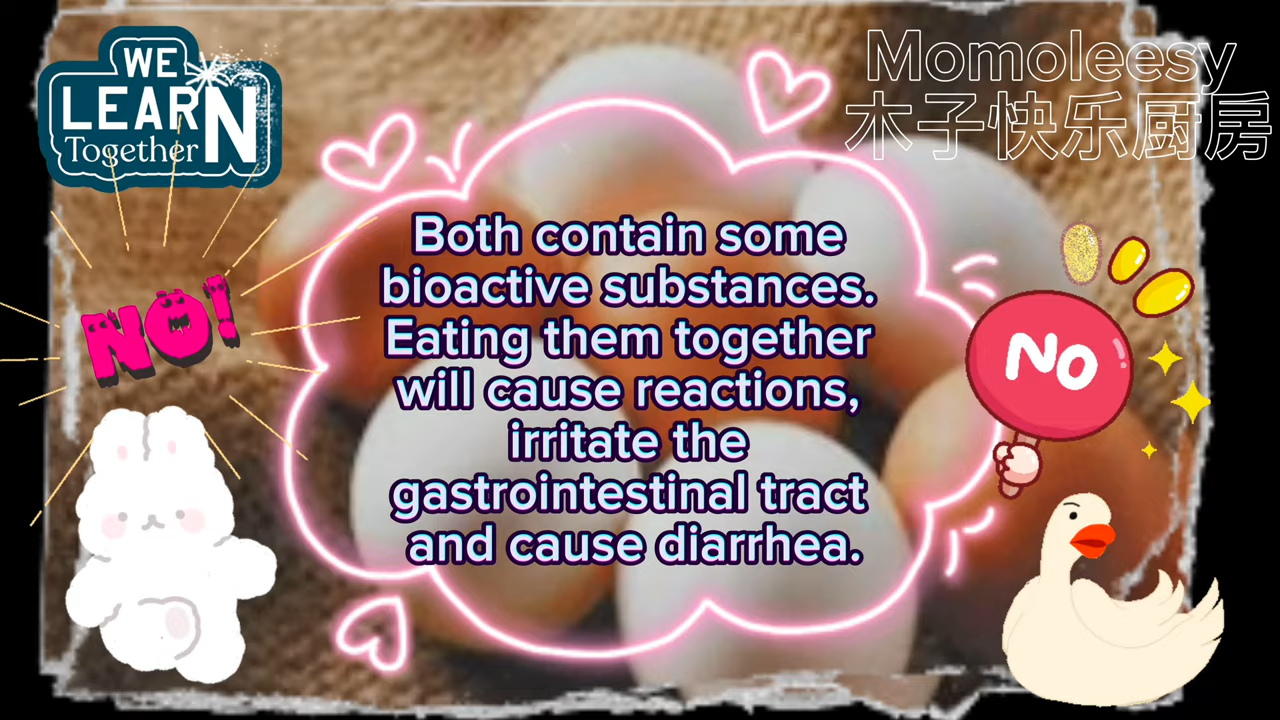 WE
LEARN
Together
Momoleesy
木子快乐厨房
NO!
NO
Both contain some
bioactive substances.
Eating them together
will cause reactions,
irritate the
gastrointestinal tract
and cause diarrhea.